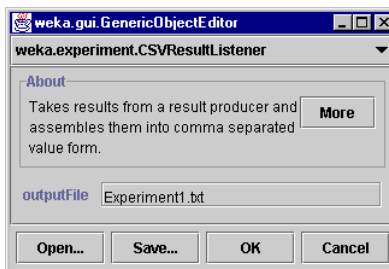 weka.gui.GenericObjectEditor
weka.experiment.CSVResultListener
About
Takes results from a result producer and
assembles them into comma separated
value form.
More
outputFile Experiment1.txt
Open... Save... OK Cancel